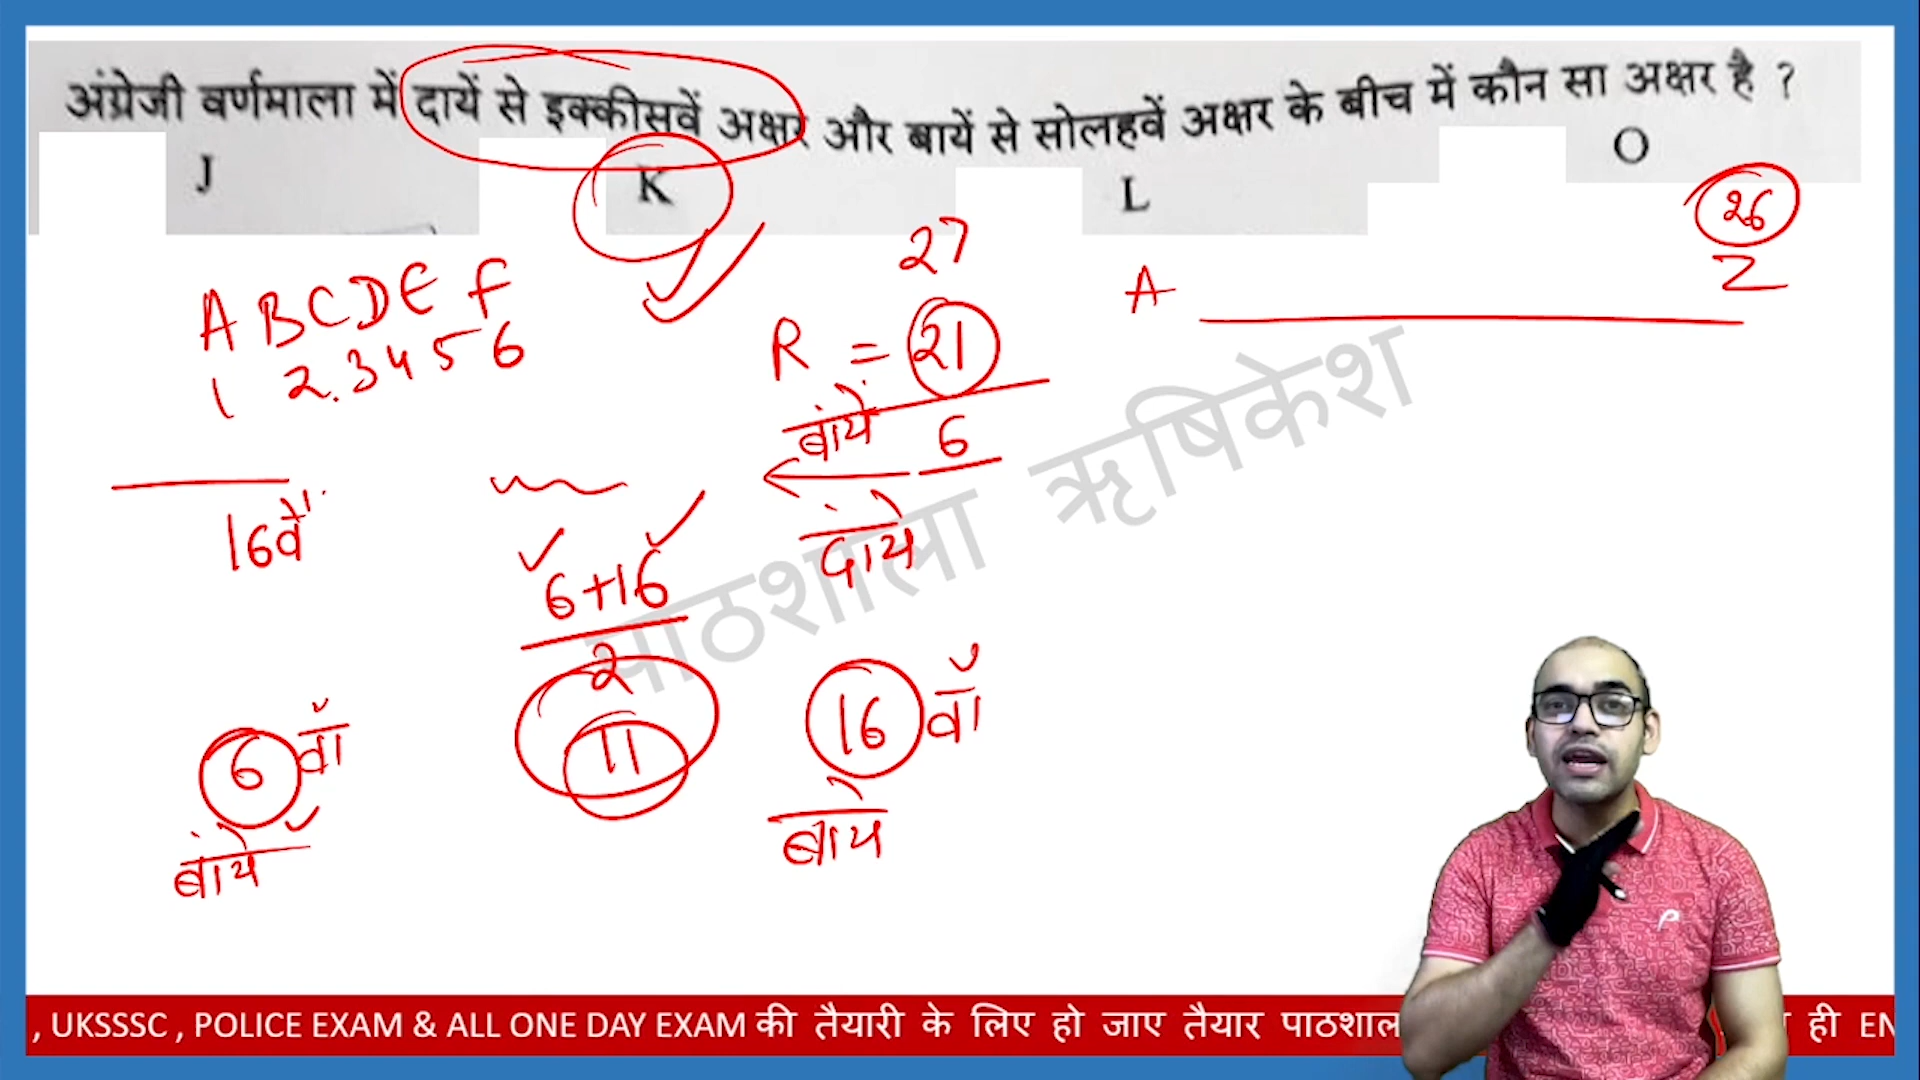 अंग्रेजी वर्णमाला में दायें से इक्कीसवें अक्षर और बायें से सोलहवें अक्षर के बीच में कौन सा अक्षर है ?
J K L O
26
A Z
27
A B C D E F
1 2. 3 4 5 6
R = 21
बांये 6
दांये
16वें
6+16
2
11
6 वाँ
बांये
16 वाँ
बांये
पाठशाला ऋषिकेश
P
, UKSSSC , POLICE EXAM & ALL ONE DAY EXAM की तैयारी के लिए हो जाए तैयार पाठशाल ही EN